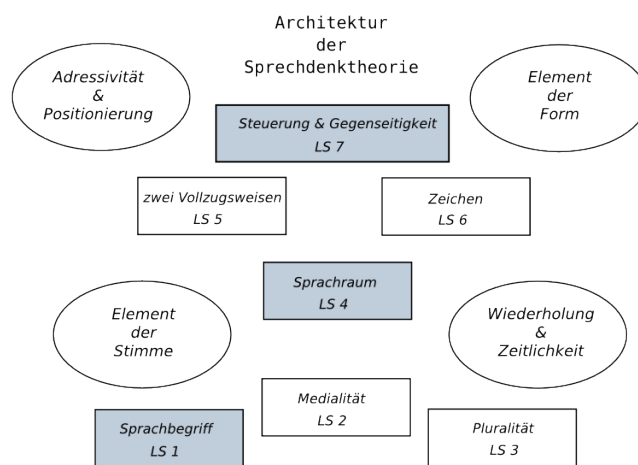 Architektur
der
Sprechdenktheorie
Adressivität
&
Positionierung
Element
der
Form
Steuerung & Gegenseitigkeit
LS 7
zwei Vollzugsweisen
LS 5
Zeichen
LS 6
Sprachraum
LS 4
Element
der
Stimme
Wiederholung
&
Zeitlichkeit
Medialität
LS 2
Sprachbegriff
LS 1
Pluralität
LS 3